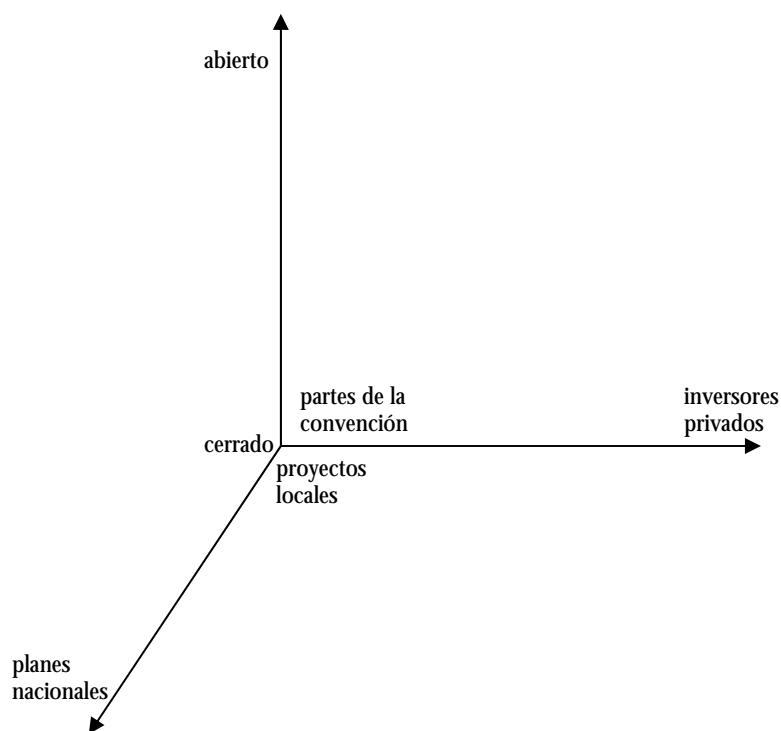 abierto
partes de la
convención
inversores
privados
cerrado
proyectos
locales
planes
nacionales